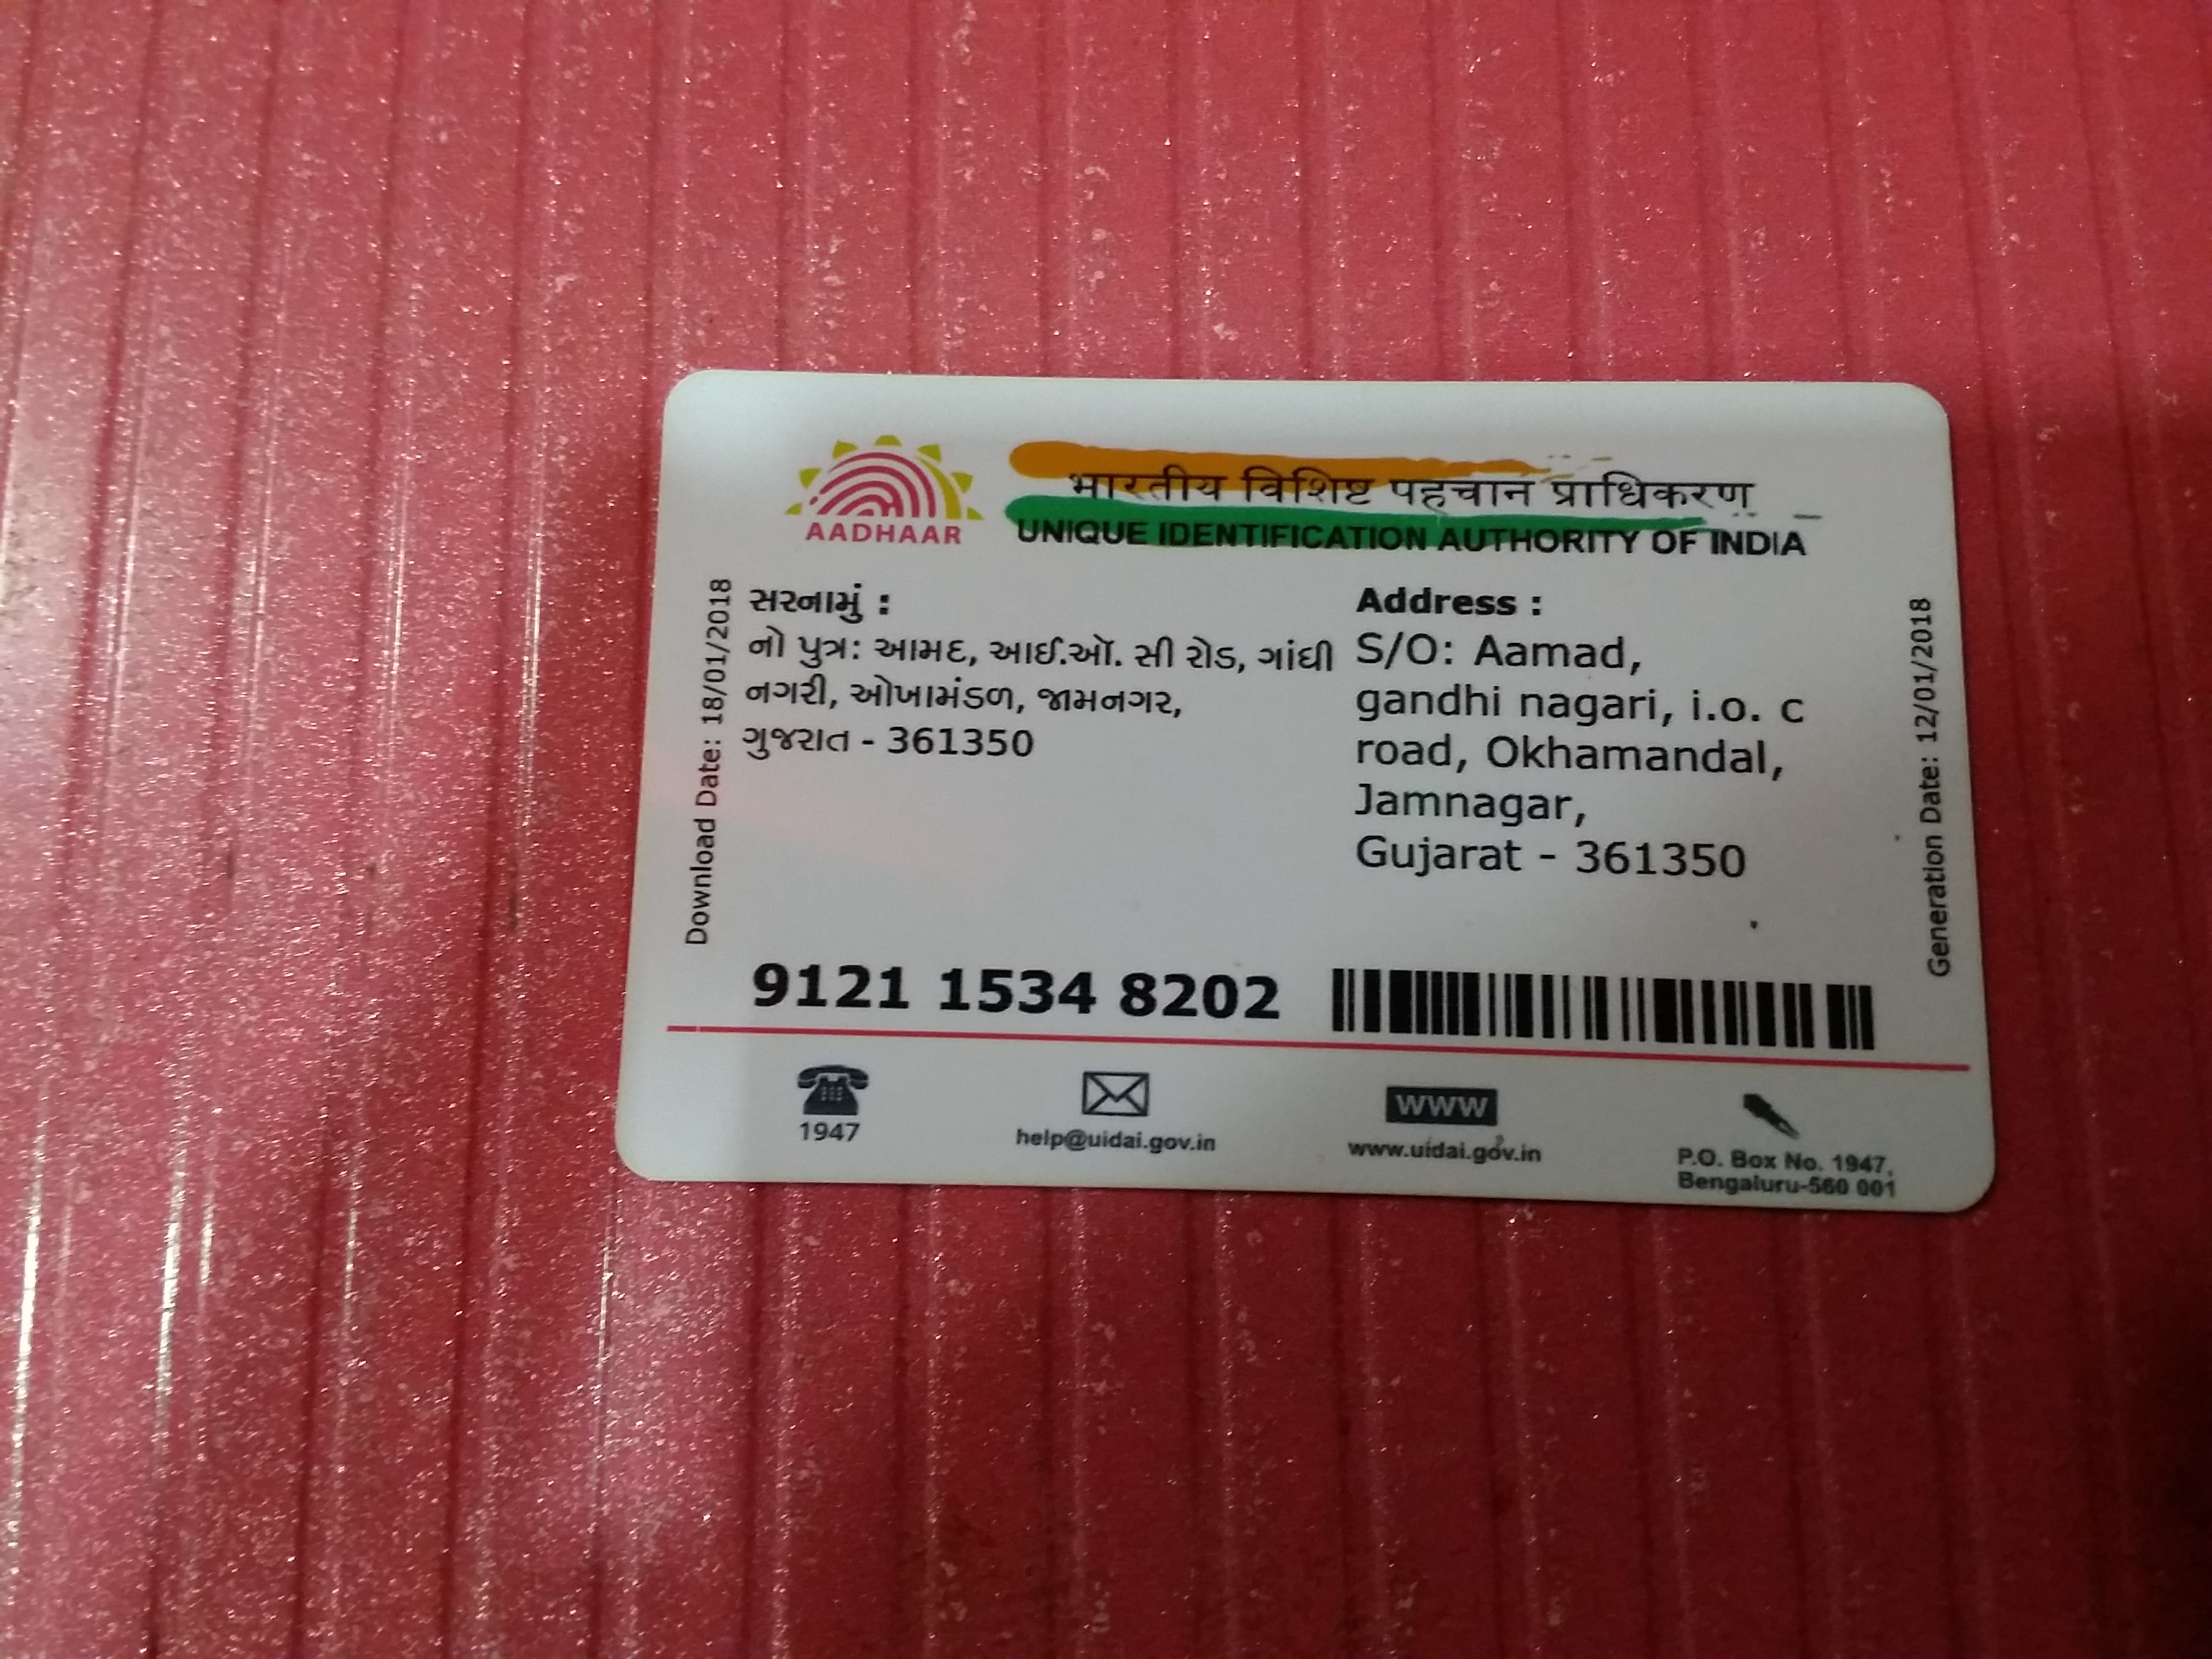 AADHAAR
भारतीय विशिष्ट पहचान प्राधिकरण
UNIQUE IDENTIFICATION AUTHORITY OF INDIA
Download Date: 18/01/2018
સરનામું :
નો પુત્ર: આમદ, આઈ.ઑ. સી રોડ, ગાંધી
નગરી, ઓખામંડળ, જામનગર,
ગુજરાત - 361350
Address :
S/O: Aamad,
gandhi nagari, i.o. c
road, Okhamandal,
Jamnagar,
Gujarat - 361350
Generation Date: 12/01/2018
9121 1534 8202
1947
help@uidai.gov.in
WWW
www.uidai.gov.in
P.O. Box No. 1947,
Bengaluru-560 001